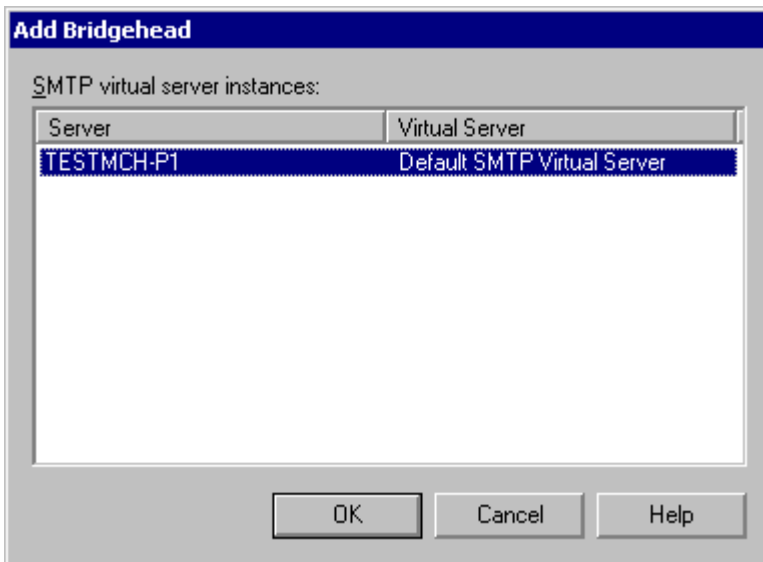 Add Bridgehead
SMTP virtual server instances:
Server Virtual Server
TESTMCH-P1 Default SMTP Virtual Server
OK Cancel Help